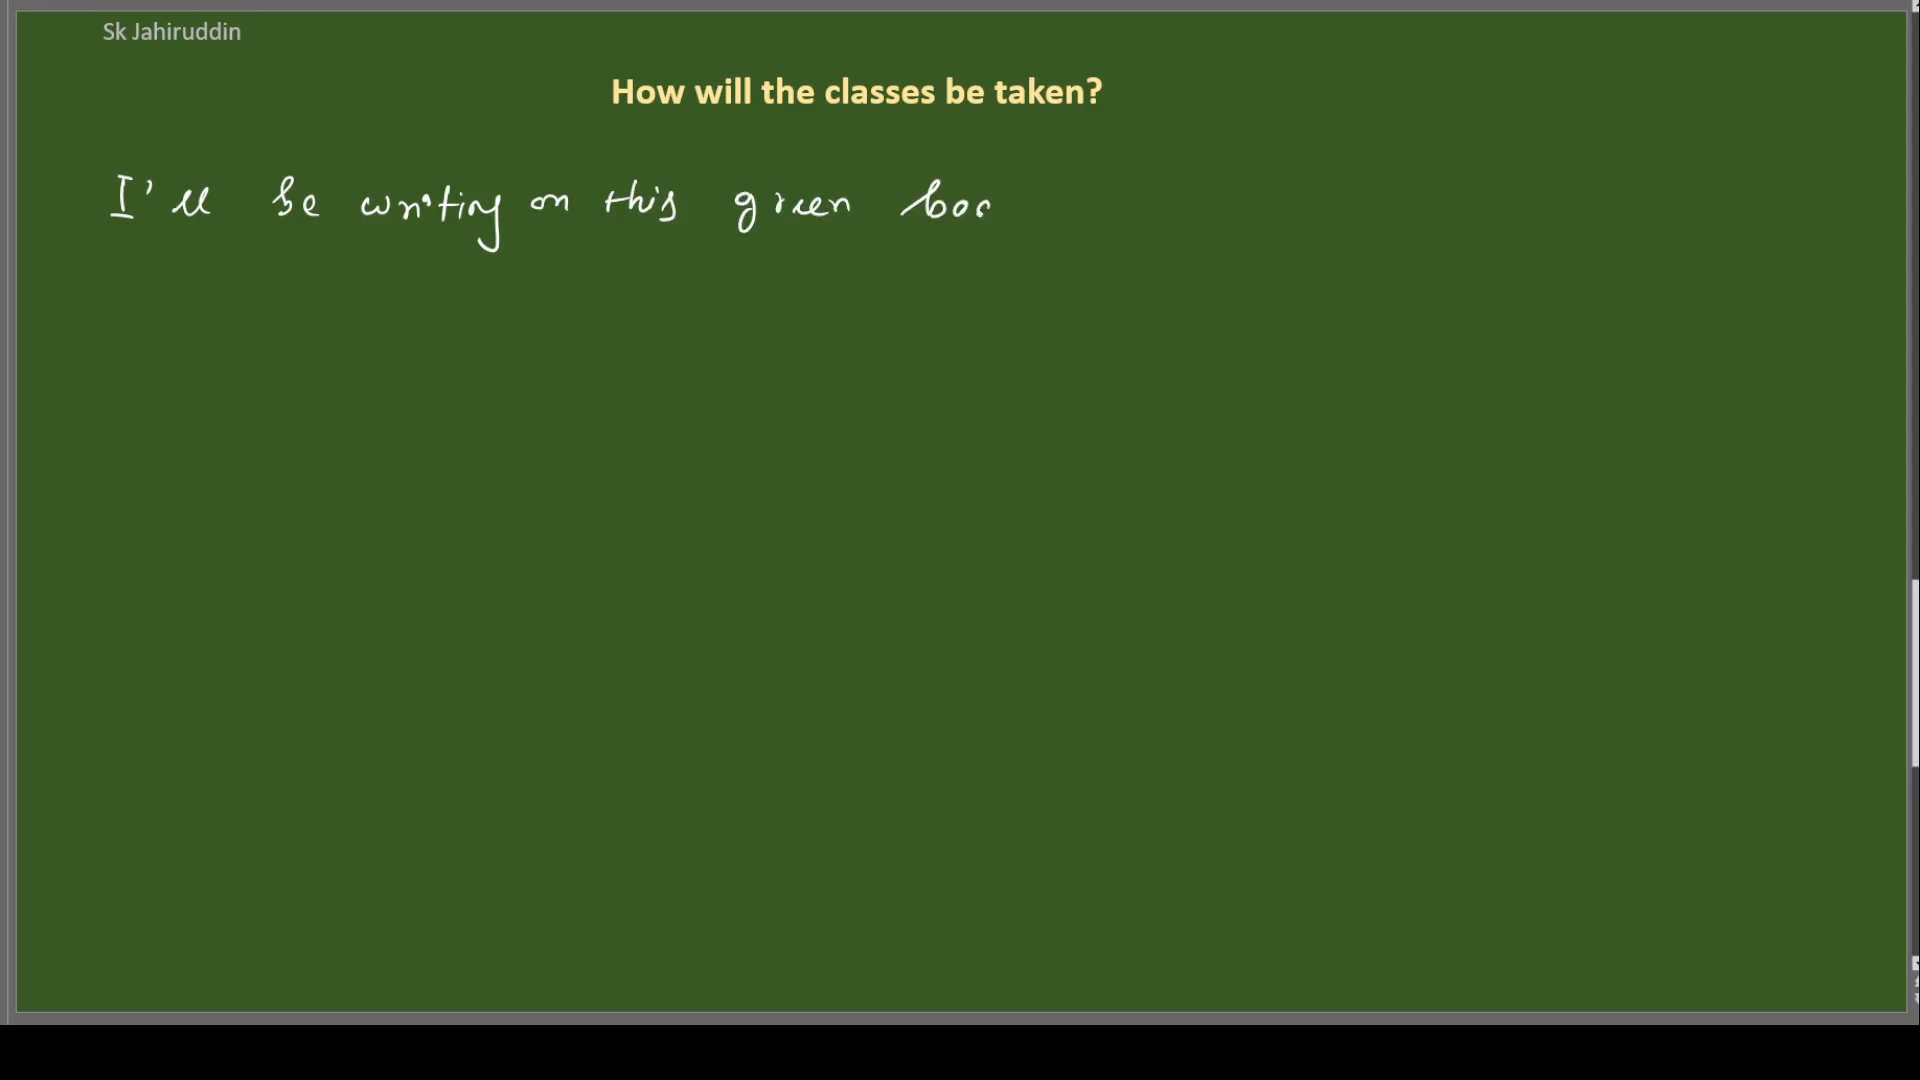 Sk Jahiruddin
How will the classes be taken?
I'll be writing on this green boa